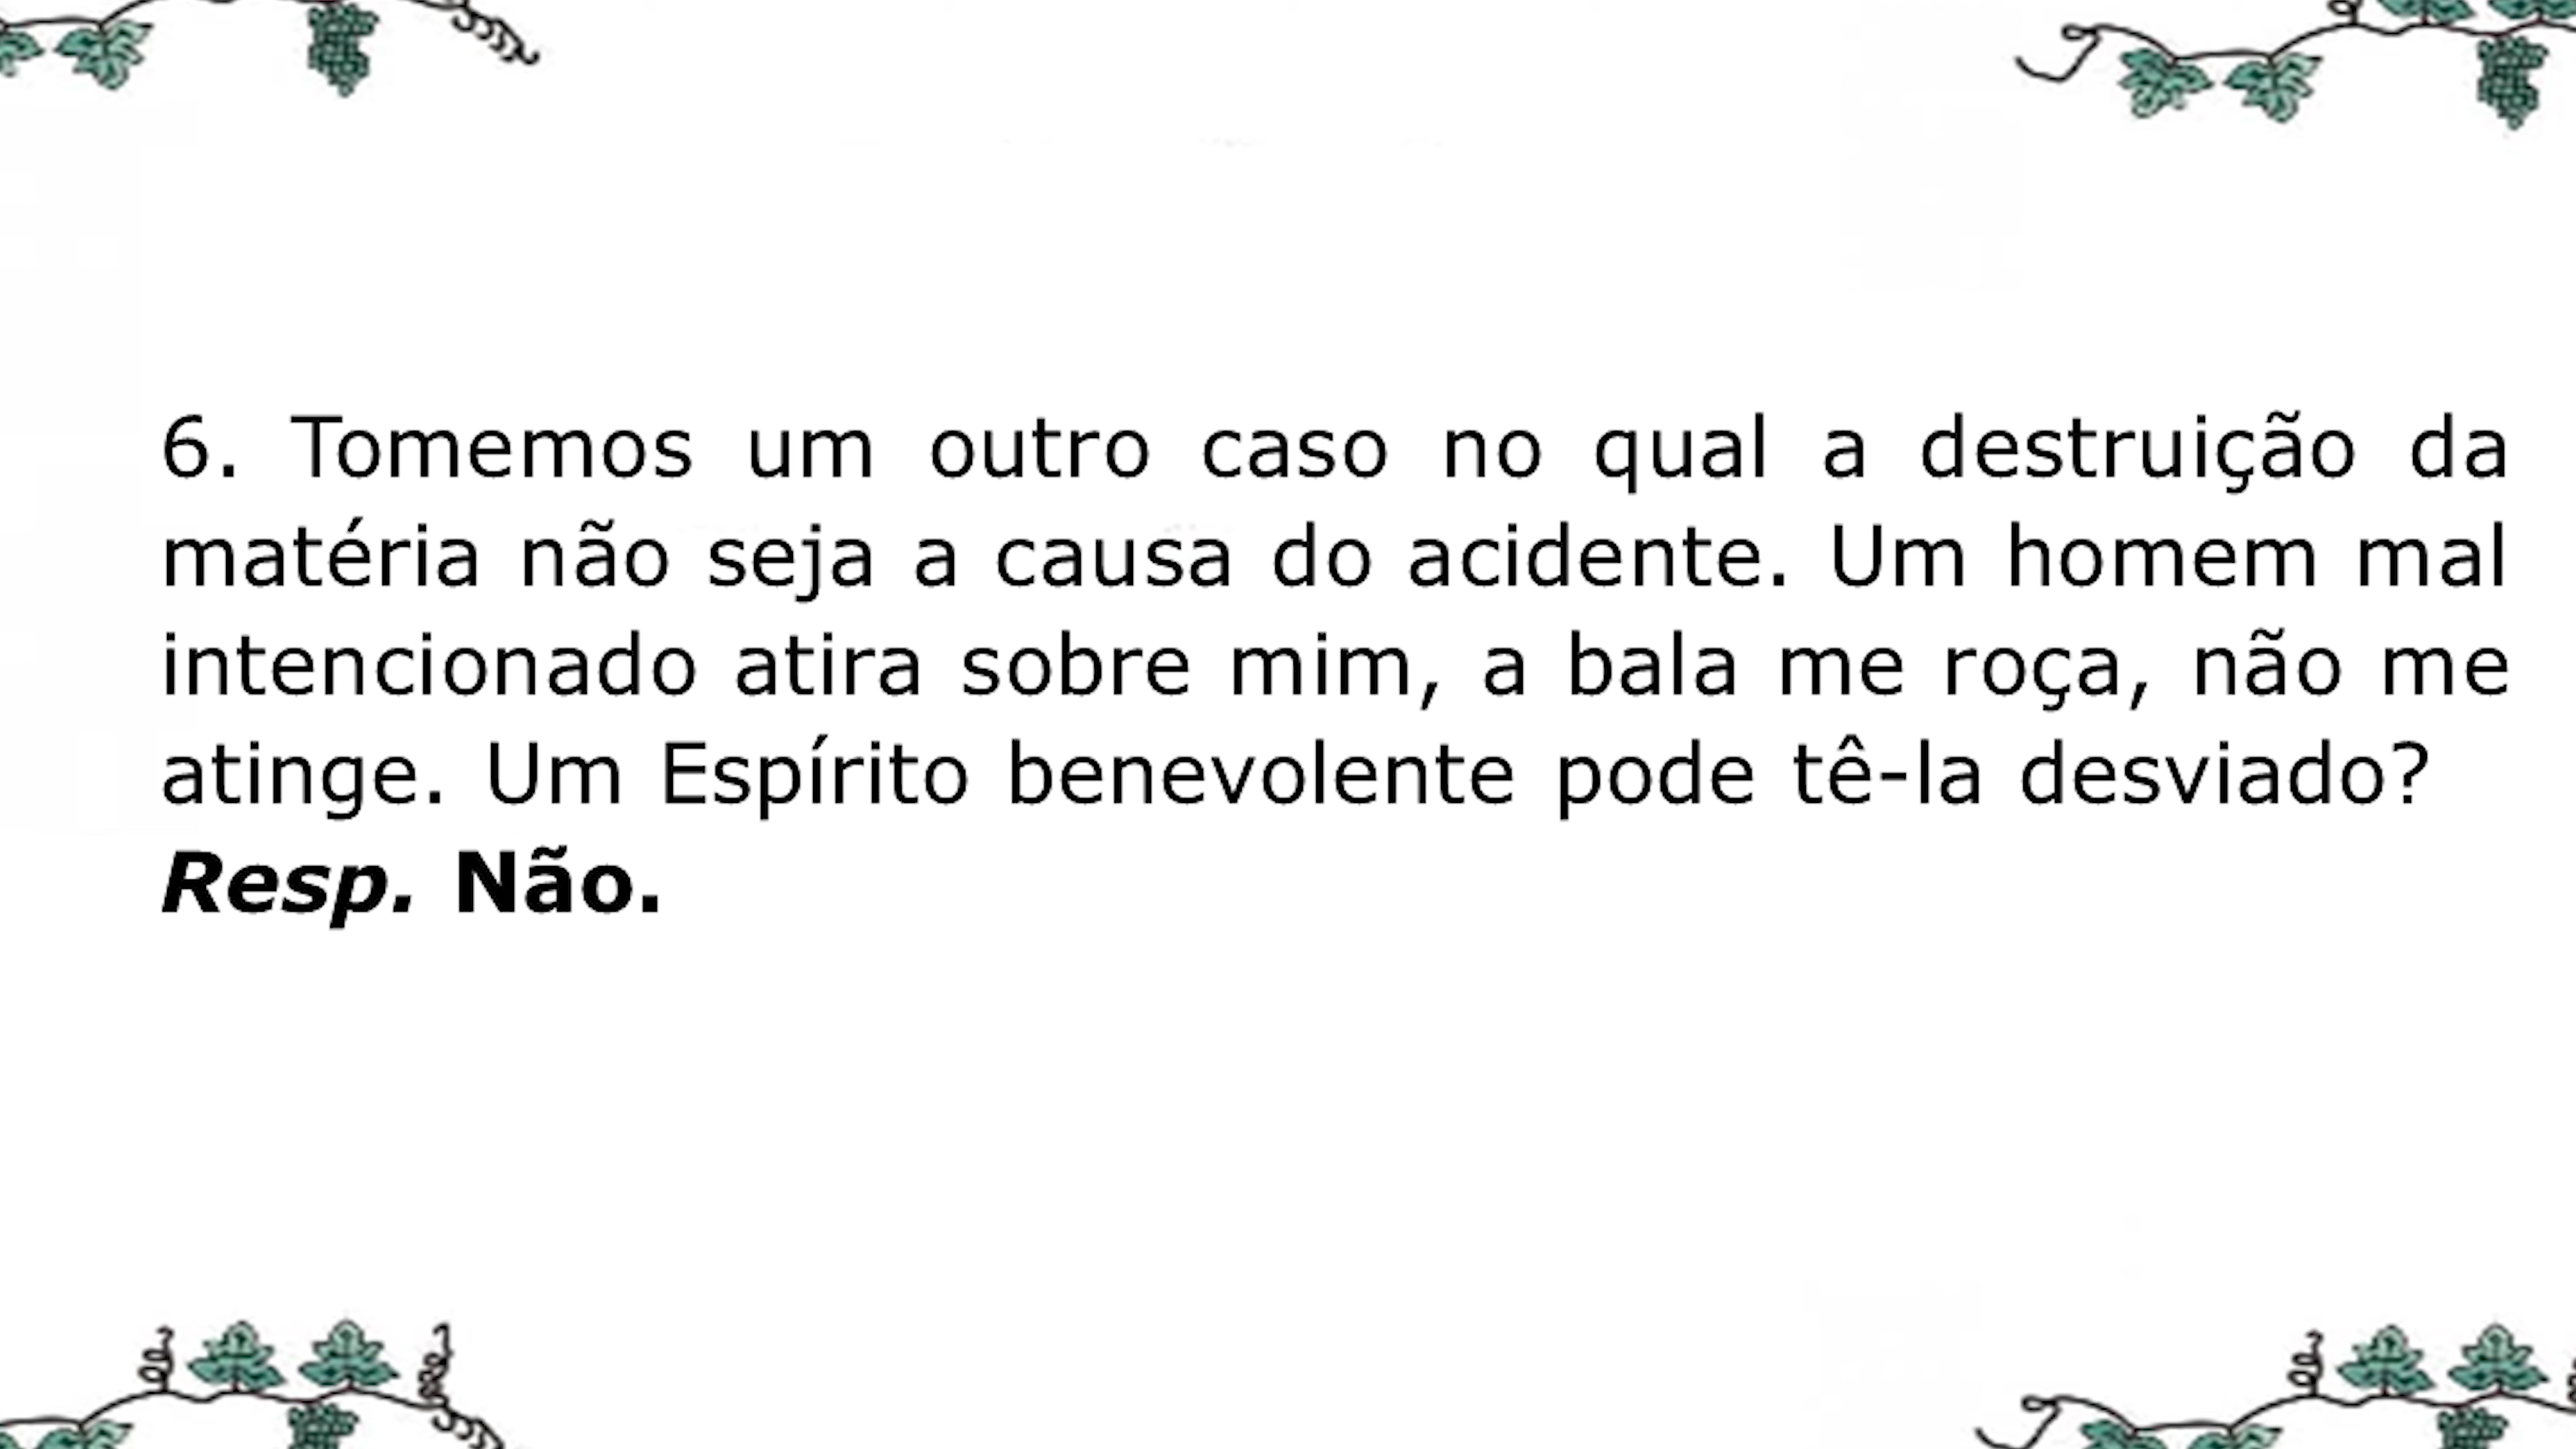 6. Tomemos um outro caso no qual a destruição da
matéria não seja a causa do acidente. Um homem mal
intencionado atira sobre mim, a bala me roça, não me
atinge. Um Espírito benevolente pode tê-la desviado?
Resp. Não.